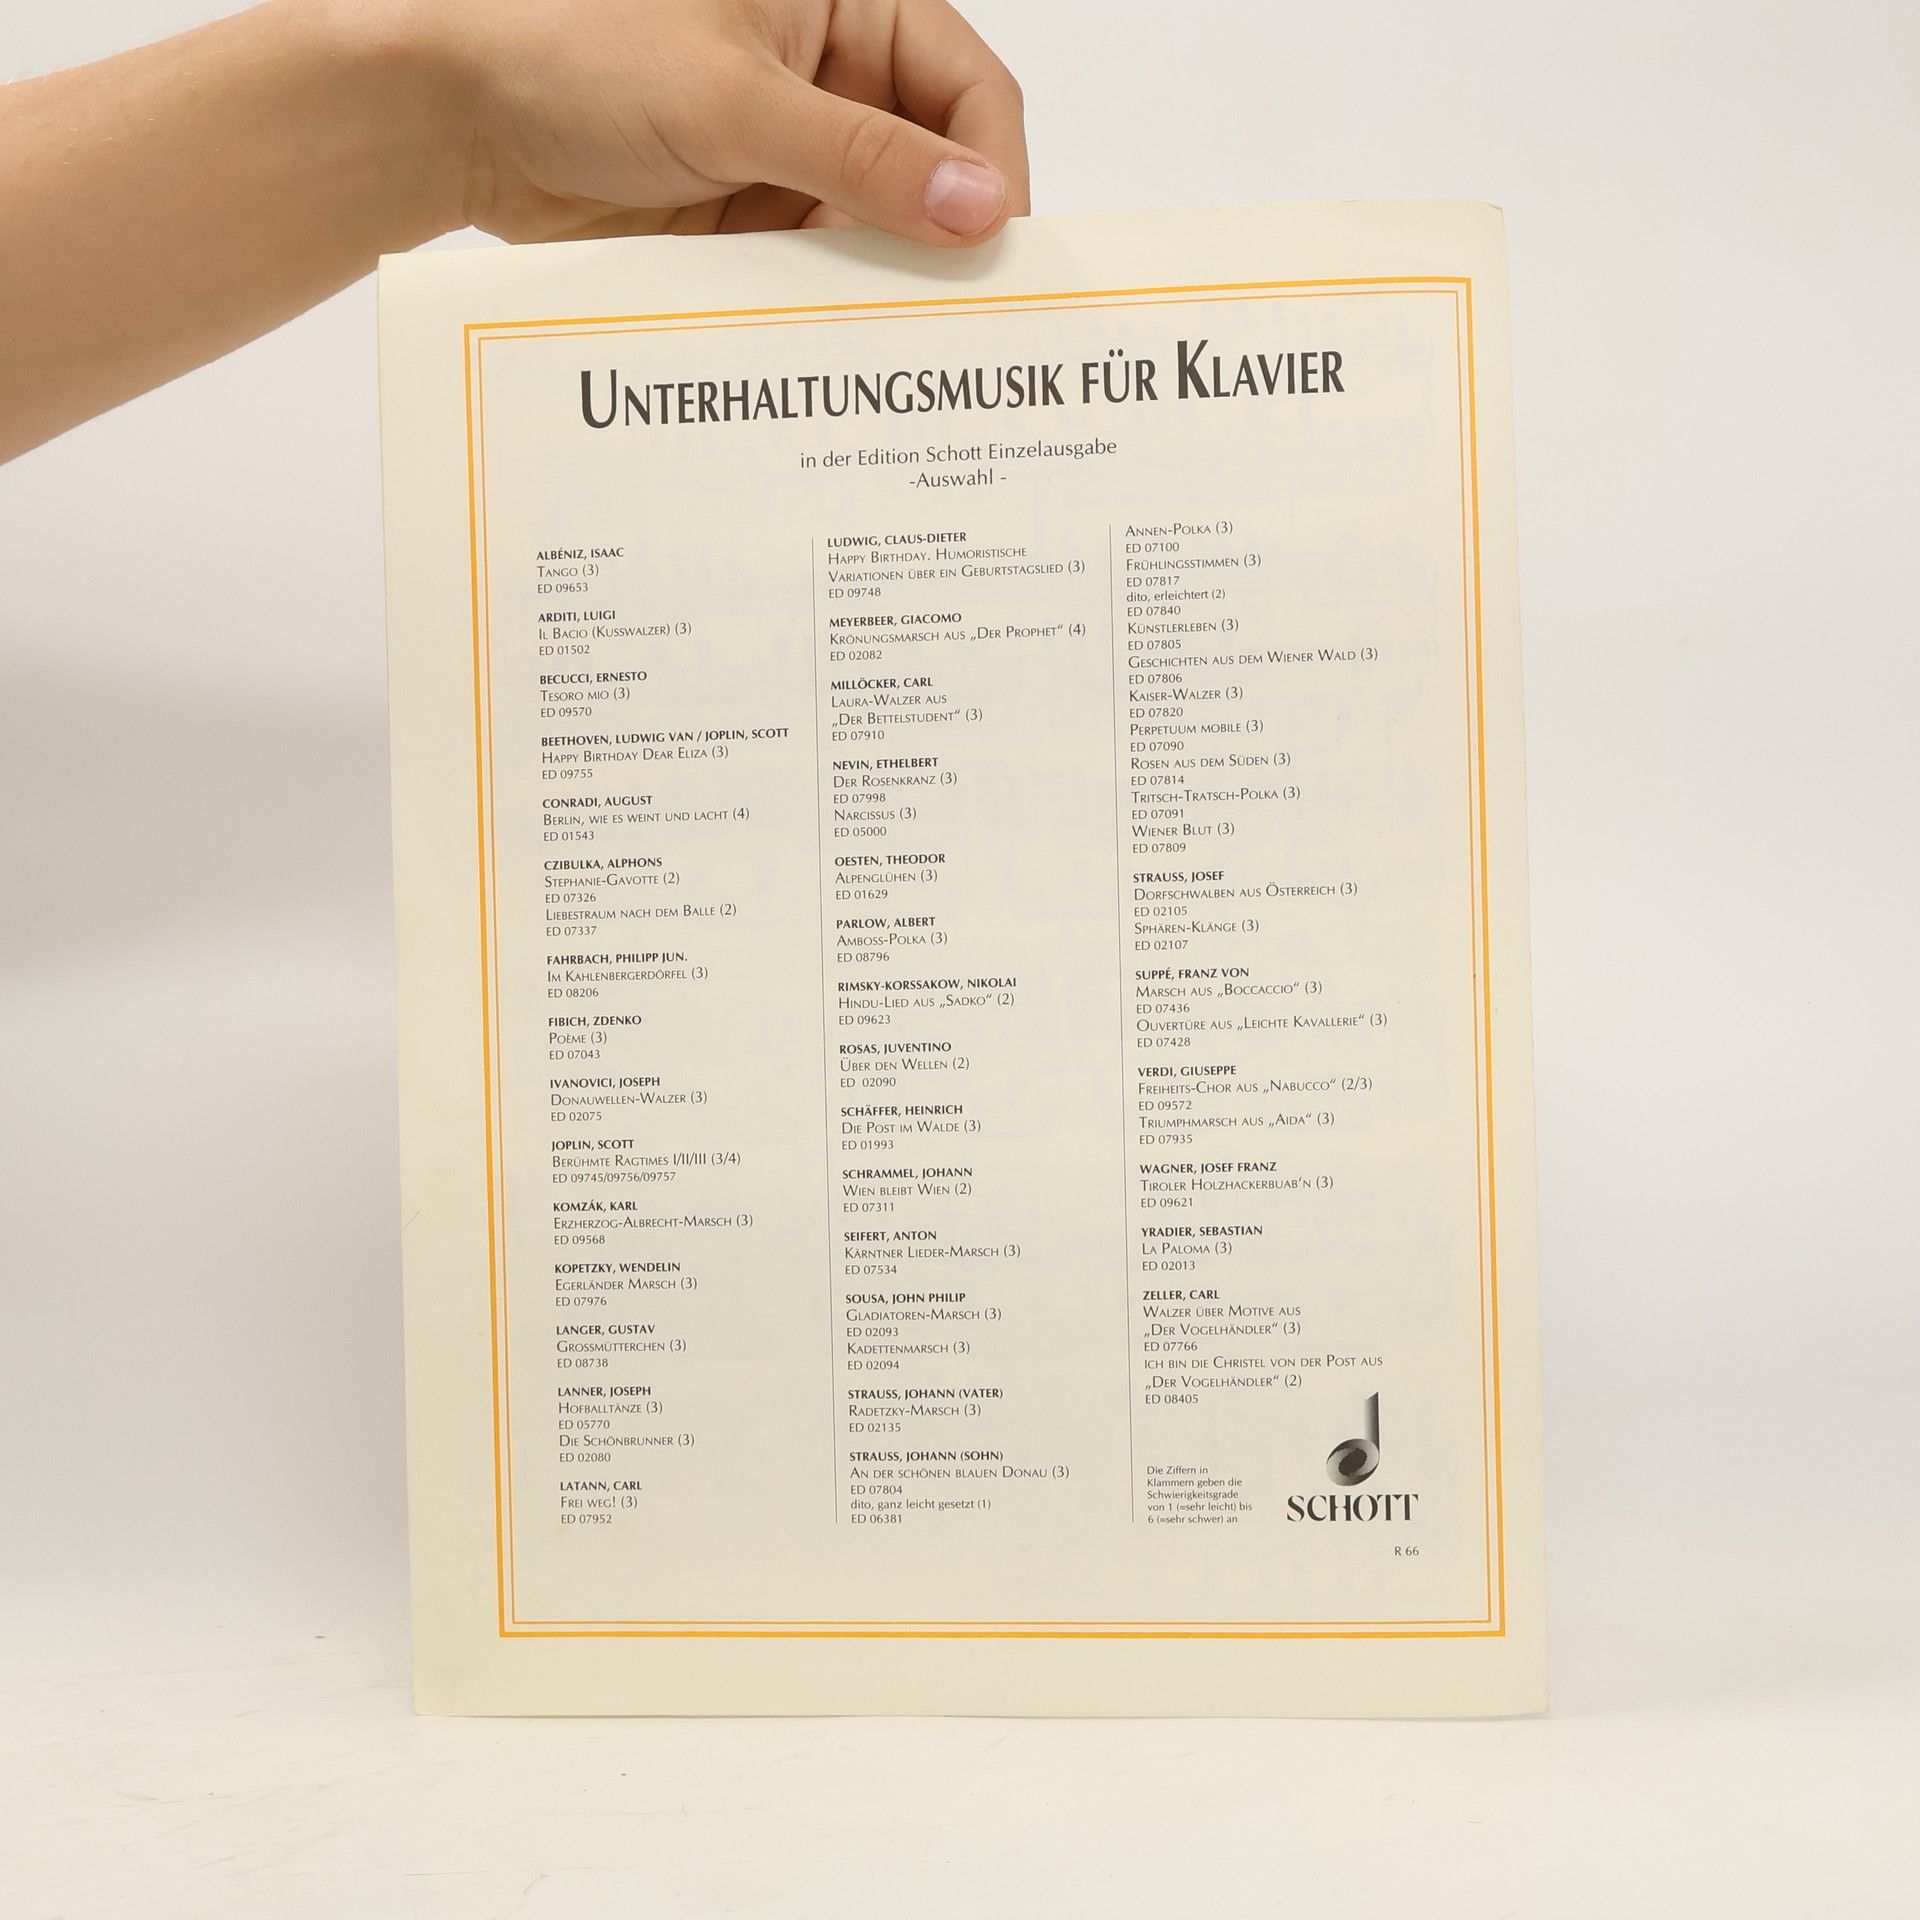 UNTERHALTUNGSMUSIK FÜR KLAVIER
in der Edition Schott Einzelausgabe
-Auswahl -
ALBÉNIZ, ISAAC
TANGO (3)
ED 09653
ARDITI, LUIGI
IL BACIO (KUSSWALZER) (3)
ED 01502
BECUCCI, ERNESTO
TESORO MIO (3)
ED 09570
BEETHOVEN, LUDWIG VAN / JOPLIN, SCOTT
HAPPY BIRTHDAY DEAR ELIZA (3)
ED 09755
CONRADI, AUGUST
BERLIN, WIE ES WEINT UND LACHT (4)
ED 01543
CZIBULKA, ALPHONS
STEPHANIE-GAVOTTE (2)
ED 07326
LIEBESTRAUM NACH DEM BALLE (2)
ED 07337
FAHRBACH, PHILIPP JUN.
IM KAHLENBERGERDÖRFEL (3)
ED 08206
FIBICH, ZDENKO
POÈME (3)
ED 07043
IVANOVICI, JOSEPH
DONAUWELLEN-WALZER (3)
ED 02075
JOPLIN, SCOTT
BERÜHMTE RAGTIMES I/II/III (3/4)
ED 09745/09756/09757
KOMZÁK, KARL
ERZHERZOG-ALBRECHT-MARSCH (3)
ED 09568
KOPETZKY, WENDELIN
EGERLÄNDER MARSCH (3)
ED 07976
LANGER, GUSTAV
GROSSMÜTTERCHEN (3)
ED 08738
LANNER, JOSEPH
HOFBALLTÄNZE (3)
ED 05770
DIE SCHÖNBRUNNER (3)
ED 02080
LATANN, CARL
FREI WEG! (3)
ED 07952
LUDWIG, CLAUS-DIETER
HAPPY BIRTHDAY. HUMORISTISCHE
VARIATIONEN ÜBER EIN GEBURTSTAGSLIED (3)
ED 09748
MEYERBEER, GIACOMO
KRÖNUNGSMARSCH AUS „DER PROPHET“ (4)
ED 02082
MILLÖCKER, CARL
LAURA-WALZER AUS
„DER BETTELSTUDENT“ (3)
ED 07910
NEVIN, ETHELBERT
DER ROSENKRANZ (3)
ED 07998
NARCISSUS (3)
ED 05000
OESTEN, THEODOR
ALPENGLÜHEN (3)
ED 01629
PARLOW, ALBERT
AMBOSS-POLKA (3)
ED 08796
RIMSKY-KORSSAKOW, NIKOLAI
HINDU-LIED AUS „SADKO“ (2)
ED 09623
ROSAS, JUVENTINO
ÜBER DEN WELLEN (2)
ED 02090
SCHÄFFER, HEINRICH
DIE POST IM WALDE (3)
ED 01993
SCHRAMMEL, JOHANN
WIEN BLEIBT WIEN (2)
ED 07311
SEIFERT, ANTON
KÄRNTNER LIEDER-MARSCH (3)
ED 07534
SOUSA, JOHN PHILIP
GLADIATOREN-MARSCH (3)
ED 02093
KADETTENMARSCH (3)
ED 02094
STRAUSS, JOHANN (VATER)
RADETZKY-MARSCH (3)
ED 02135
STRAUSS, JOHANN (SOHN)
AN DER SCHÖNEN BLAUEN DONAU (3)
ED 07804
dito, ganz leicht gesetzt (1)
ED 06381
ANNEN-POLKA (3)
ED 07100
FRÜHLINGSSTIMMEN (3)
ED 07817
dito, erleichtert (2)
ED 07840
KÜNSTLERLEBEN (3)
ED 07805
GESCHICHTEN AUS DEM WIENER WALD (3)
ED 07806
KAISER-WALZER (3)
ED 07820
PERPETUUM MOBILE (3)
ED 07090
ROSEN AUS DEM SÜDEN (3)
ED 07814
TRITSCH-TRATSCH-POLKA (3)
ED 07091
WIENER BLUT (3)
ED 07809
STRAUSS, JOSEF
DORFSCHWALBEN AUS ÖSTERREICH (3)
ED 02105
SPHÄREN-KLÄNGE (3)
ED 02107
SUPPÉ, FRANZ VON
MARSCH AUS „BOCCACCIO“ (3)
ED 07436
OUVERTÜRE AUS „LEICHTE KAVALLERIE“ (3)
ED 07428
VERDI, GIUSEPPE
FREIHEITS-CHOR AUS „NABUCCO“ (2/3)
ED 09572
TRIUMPHMARSCH AUS „AIDA“ (3)
ED 07935
WAGNER, JOSEF FRANZ
TIROLER HOLZHACKERBUAB'N (3)
ED 09621
YRADIER, SEBASTIAN
LA PALOMA (3)
ED 02013
ZELLER, CARL
WALZER ÜBER MOTIVE AUS
„DER VOGELHÄNDLER“ (3)
ED 07766
ICH BIN DIE CHRISTEL VON DER POST AUS
„DER VOGELHÄNDLER“ (2)
ED 08405
Die Ziffern in
Klammern geben die
Schwierigkeitsgrade
von 1 (=sehr leicht) bis
6 (=sehr schwer) an
SCHOTT
R 66